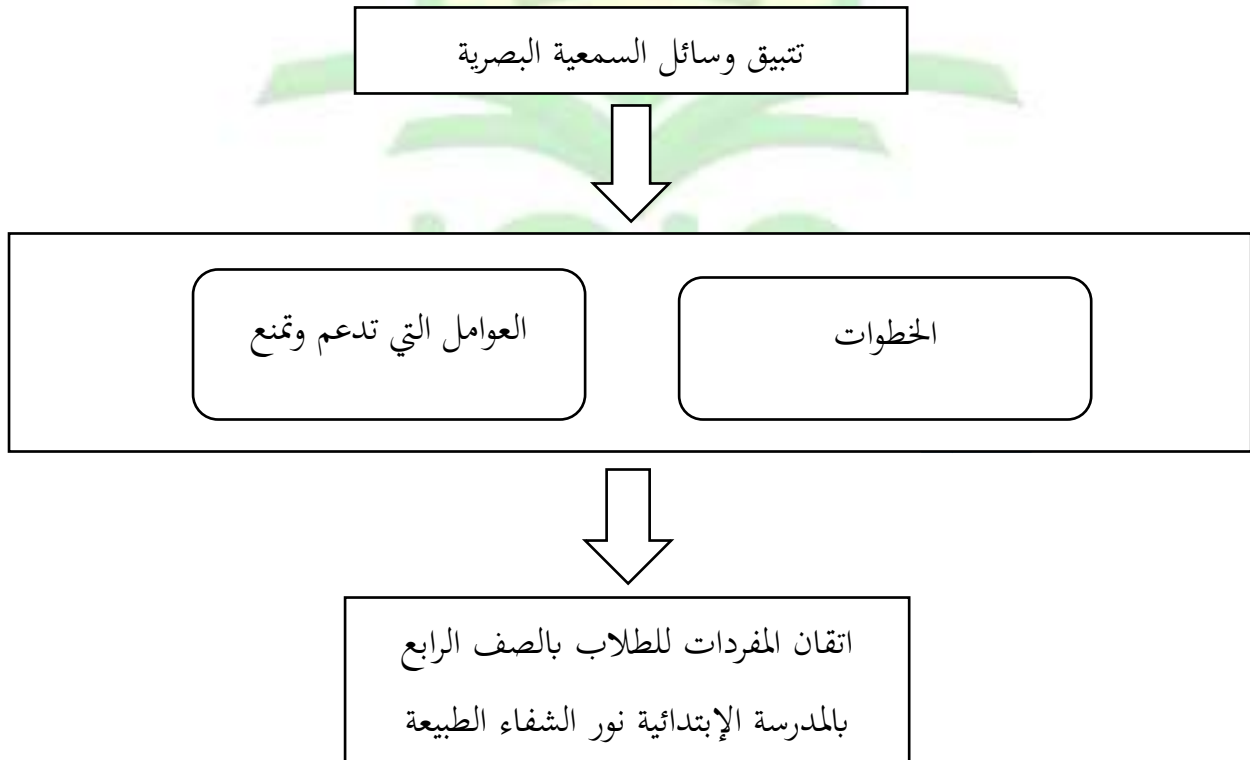 تتبيق وسائل السمعية البصرية
الخطوات
العوامل التي تدعم وتمنع
اتقان المفردات للطلاب بالصف الرابع
بالمدرسة الإبتدائية نور الشفاء الطبيعة